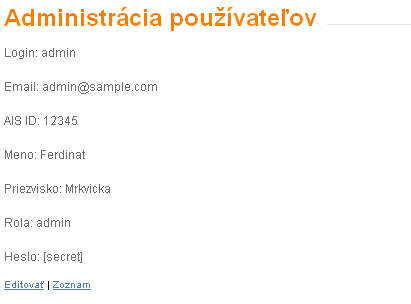 Administrácia používateľov
Login: admin
Email: admin@sample.com
AIS ID: 12345
Meno: Ferdinat
Priezvisko: Mrkvicka
Rola: admin
Heslo: [secret]
Editovať | Zoznam